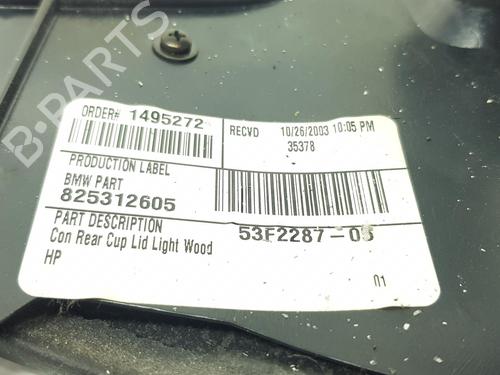 B-PARTS
ORDER# 1495272
RECVD 10/26/2003 10:05 PM
35378
PRODUCTION LABEL
BMW PART
825312605
PART DESCRIPTION
53F2287-03
Con Rear Cup Lid Light Wood
HP
01